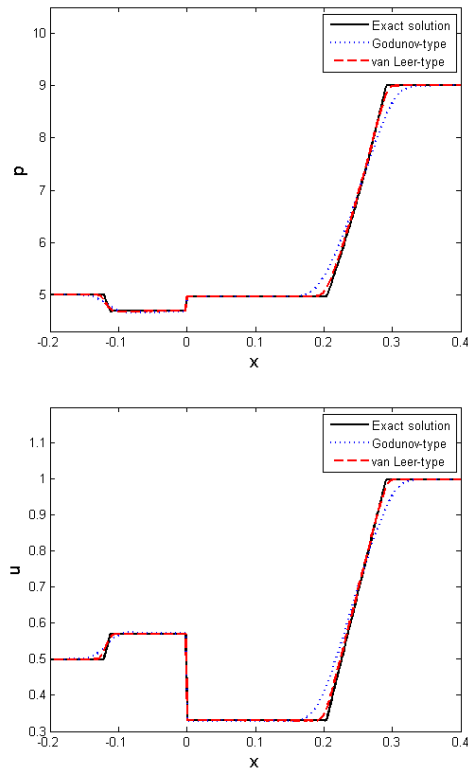 Exact solution
Godunov-type
van Leer-type
10
9
8
7
6
5
p
-0.2 -0.1 0 0.1 0.2 0.3 0.4
x
Exact solution
Godunov-type
van Leer-type
1.1
1
0.9
0.8
0.7
0.6
0.5
0.4
0.3
u
-0.2 -0.1 0 0.1 0.2 0.3 0.4
x